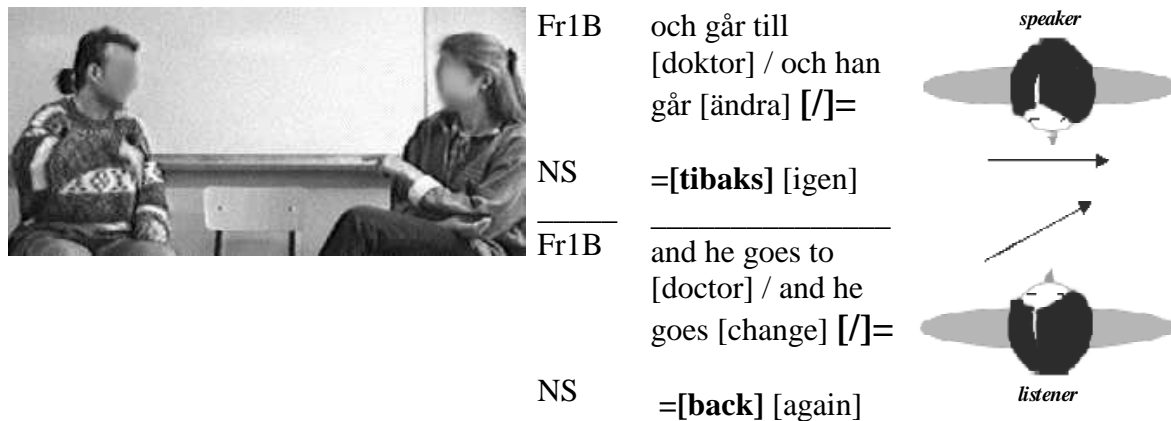 Fr1B och går till
[doktor] / och han
går [ändra] [/]=
NS =[tibaks] [igen]
Fr1B and he goes to
[doctor] / and he
goes [change] [/]=
NS =[back] [again]
speaker
listener